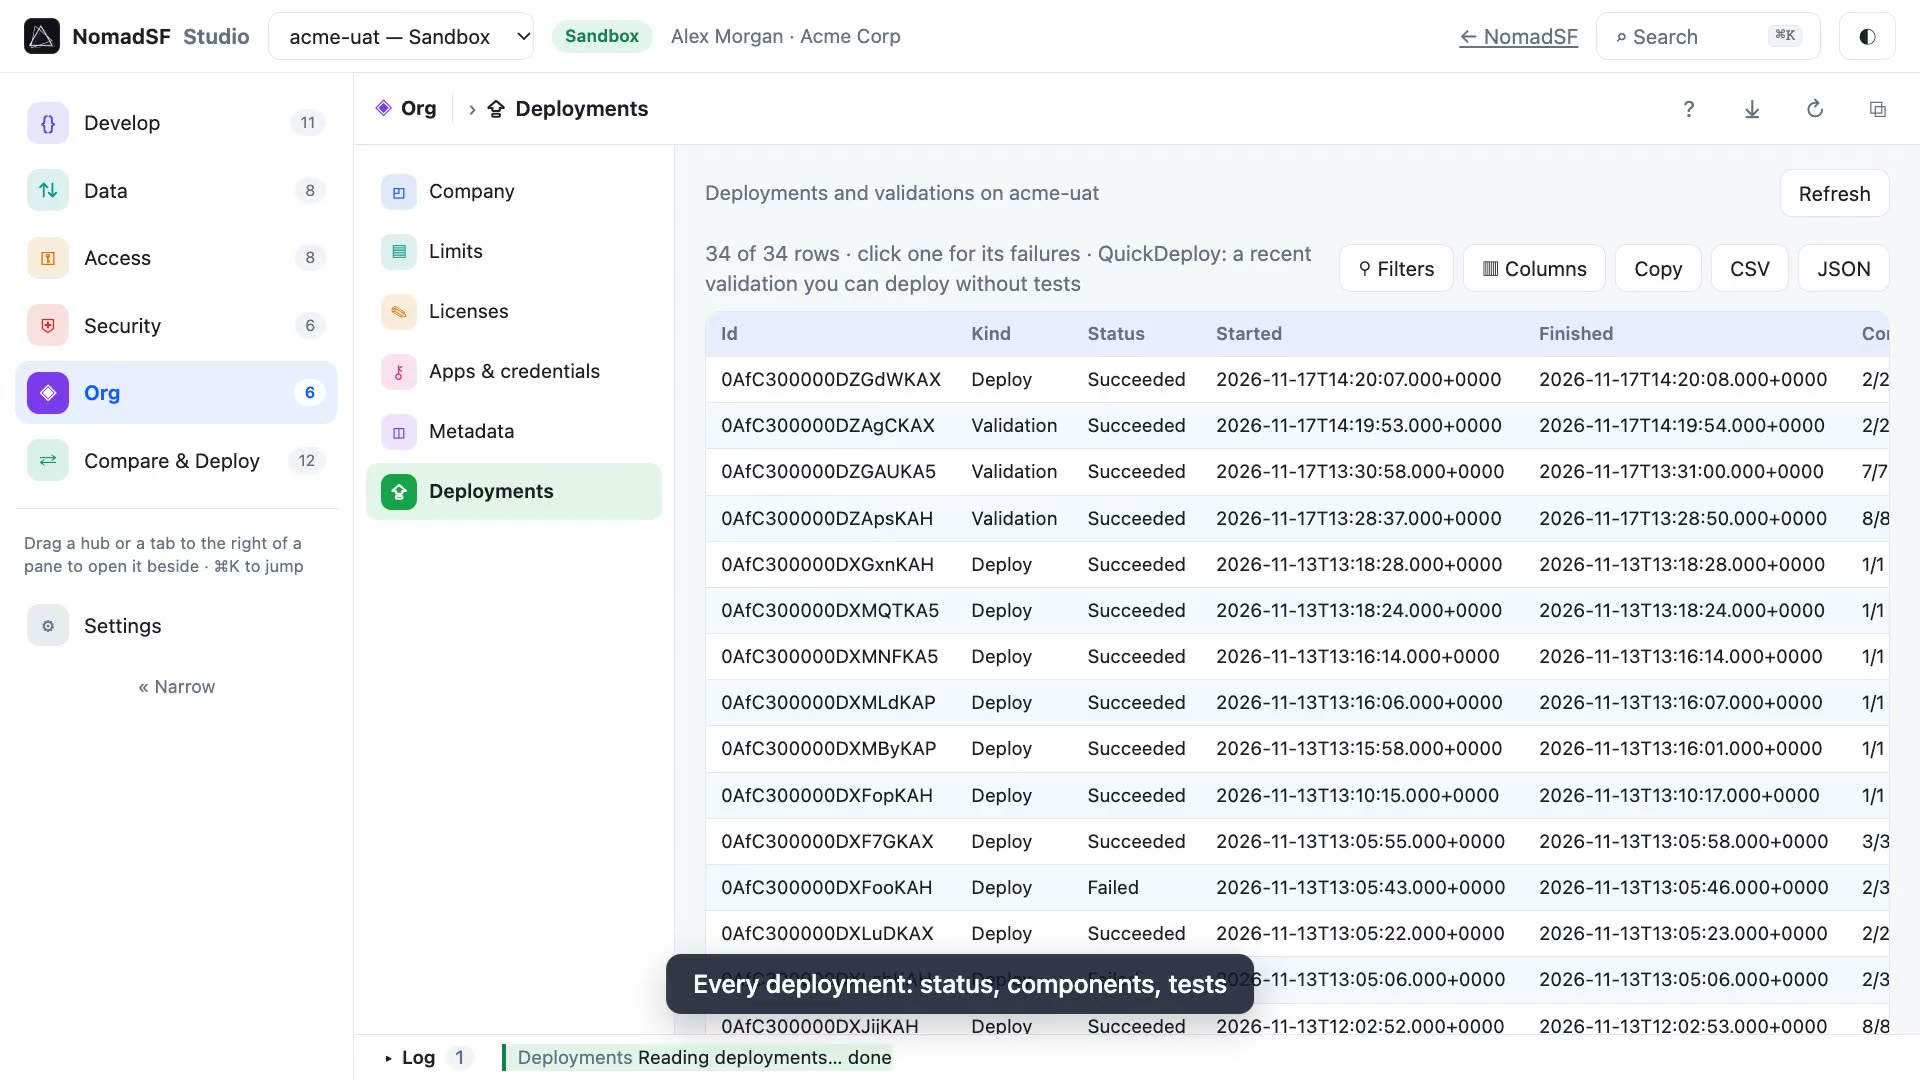 NomadSF Studio
acme-uat — Sandbox
Sandbox
Alex Morgan · Acme Corp
← NomadSF
Search ⌘K
Develop 11
Data 8
Access 8
Security 6
Org 6
Compare & Deploy 12
Drag a hub or a tab to the right of a
pane to open it beside · ⌘K to jump
Settings
« Narrow
Org › Deployments
?
Company
Limits
Licenses
Apps & credentials
Metadata
Deployments
Deployments and validations on acme-uat
Refresh
34 of 34 rows · click one for its failures · QuickDeploy: a recent
validation you can deploy without tests
Filters
Columns
Copy
CSV
JSON
Id Kind Status Started Finished
0AfC300000DZGdWKAX Deploy Succeeded 2026-11-17T14:20:07.000+0000 2026-11-17T14:20:08.000+0000 2/2
0AfC300000DZAgCKAX Validation Succeeded 2026-11-17T14:19:53.000+0000 2026-11-17T14:19:54.000+0000 2/2
0AfC300000DZGAUKA5 Validation Succeeded 2026-11-17T13:30:58.000+0000 2026-11-17T13:31:00.000+0000 7/7
0AfC300000DZApsKAH Validation Succeeded 2026-11-17T13:28:37.000+0000 2026-11-17T13:28:50.000+0000 8/8
0AfC300000DXGxnKAH Deploy Succeeded 2026-11-13T13:18:28.000+0000 2026-11-13T13:18:28.000+0000 1/1
0AfC300000DXMQTKA5 Deploy Succeeded 2026-11-13T13:18:24.000+0000 2026-11-13T13:18:24.000+0000 1/1
0AfC300000DXMNFKA5 Deploy Succeeded 2026-11-13T13:16:14.000+0000 2026-11-13T13:16:14.000+0000 1/1
0AfC300000DXMLdKAP Deploy Succeeded 2026-11-13T13:16:06.000+0000 2026-11-13T13:16:07.000+0000 1/1
0AfC300000DXMByKAP Deploy Succeeded 2026-11-13T13:15:58.000+0000 2026-11-13T13:16:01.000+0000 1/1
0AfC300000DXFopKAH Deploy Succeeded 2026-11-13T13:10:15.000+0000 2026-11-13T13:10:17.000+0000 1/1
0AfC300000DXF7GKAX Deploy Succeeded 2026-11-13T13:05:55.000+0000 2026-11-13T13:05:58.000+0000 3/3
0AfC300000DXFooKAH Deploy Failed 2026-11-13T13:05:43.000+0000 2026-11-13T13:05:46.000+0000 2/3
0AfC300000DXLuDKAX Deploy Succeeded 2026-11-13T13:05:22.000+0000 2026-11-13T13:05:23.000+0000 2/2
2026-11-13T13:05:06.000+0000 2/3
Every deployment: status, components, tests
0AfC300000DXJijKAH Deploy Succeeded 2026-11-13T12:02:52.000+0000 2026-11-13T12:02:53.000+0000 8/8
Log 1
Deployments Reading deployments... done